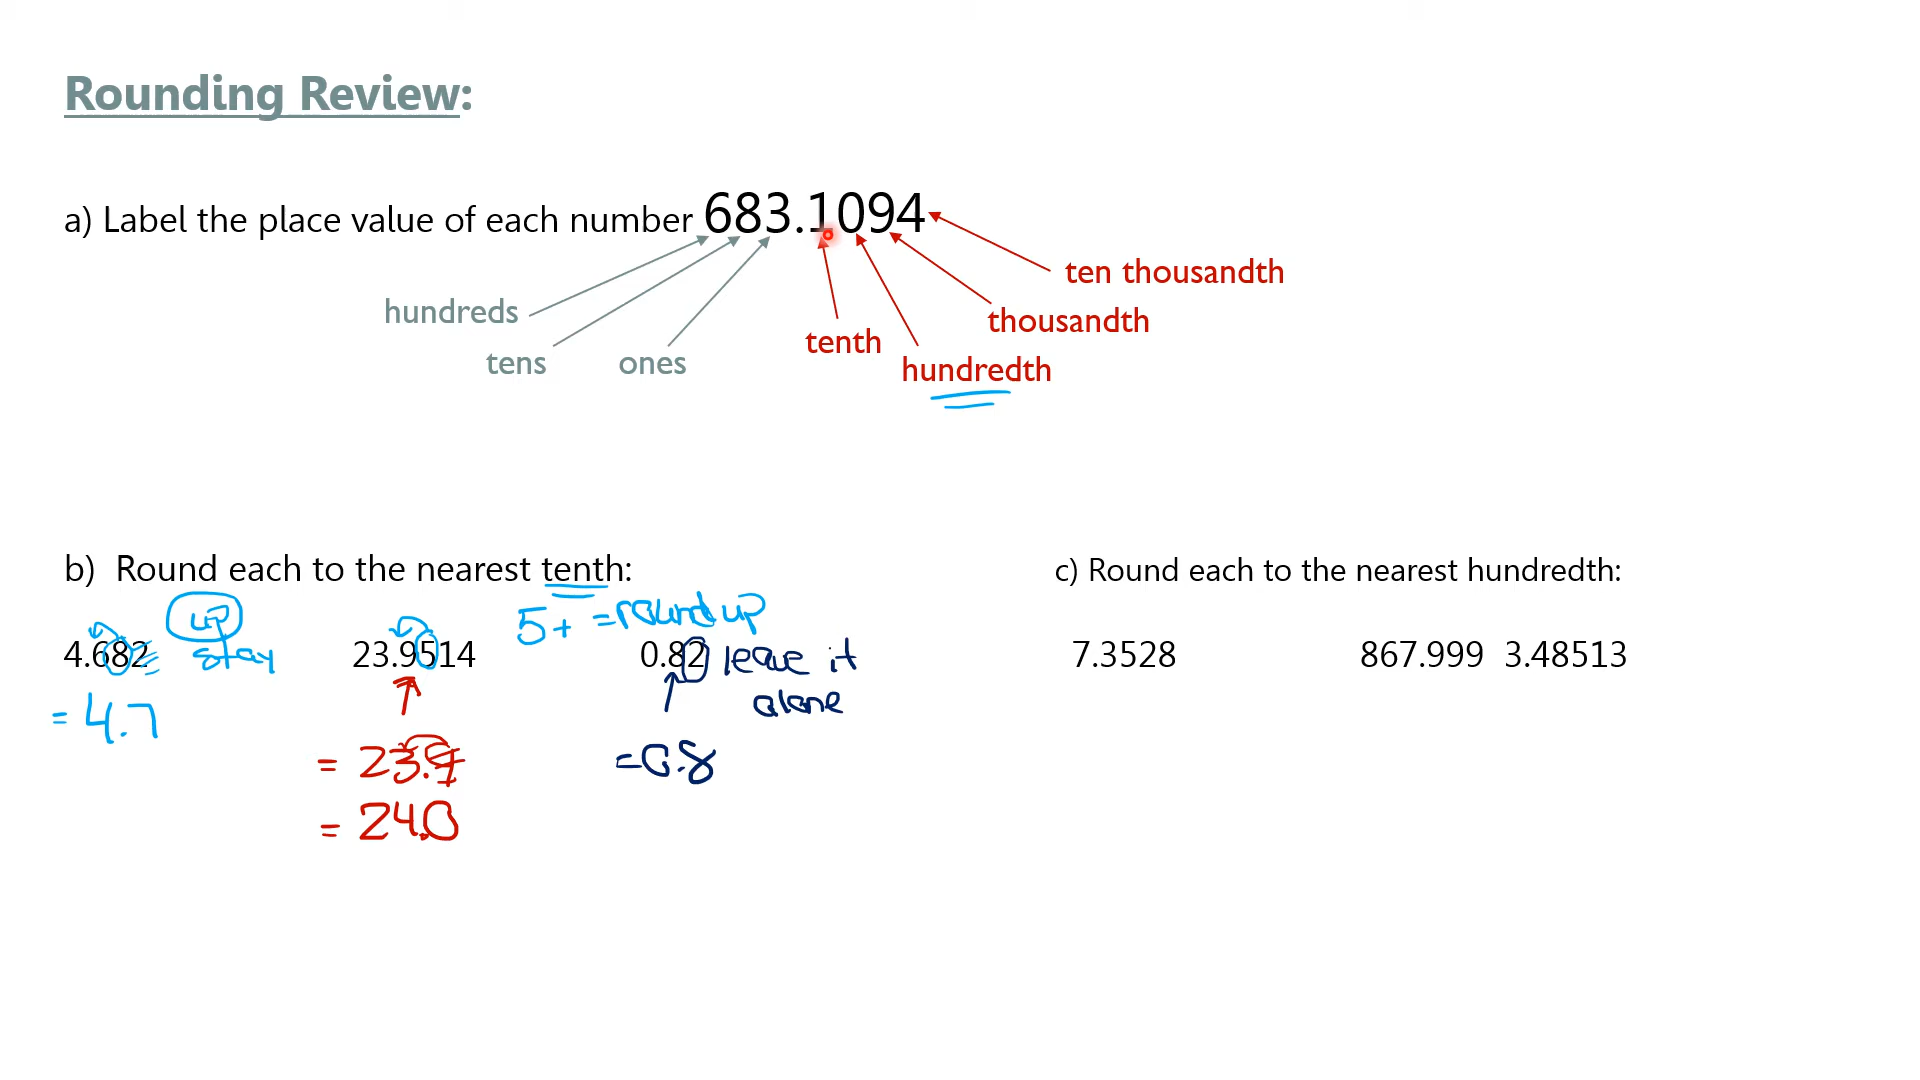 Rounding Review:
a) Label the place value of each number 683.1094
ten thousandth
hundreds
thousandth
tenth
tens
ones
hundredth
b) Round each to the nearest tenth:
c) Round each to the nearest hundredth:
up
5+ =round up
4.682
stay
23.9514
0.82
leave it
alone
7.3528
867.999
3.48513
= 4.7
= 23.9
=0.8
= 24.0